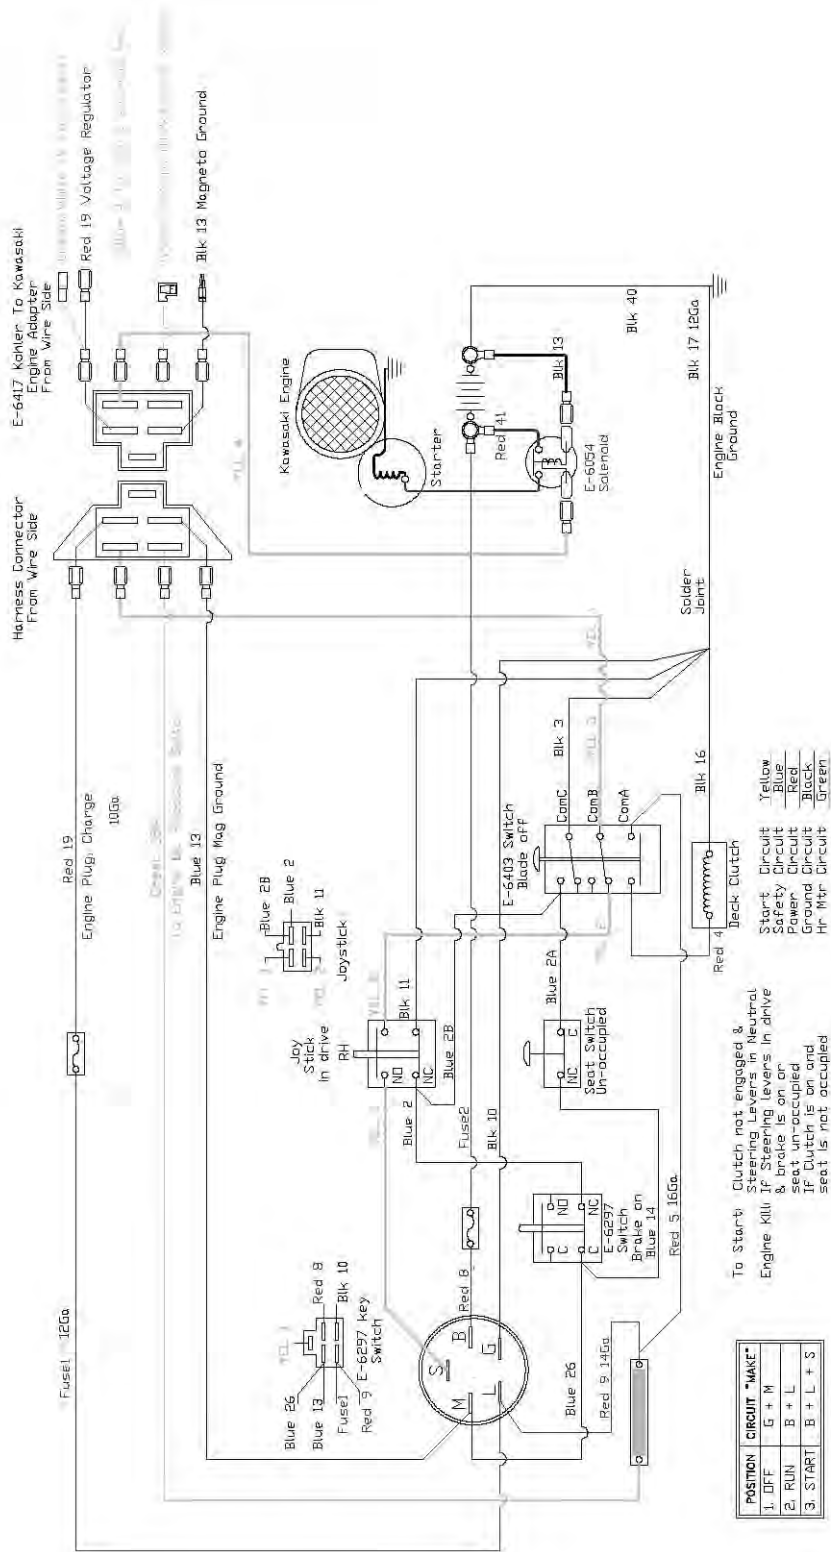 E-6417 Kohler To Kawasaki
Engine Adapter
From Wire Side
Red 19 Voltage Regulator
Blk 13 Magneto Ground
Harness Connector
From Wire Side
YEL 4
Kawasaki Engine
Starter
Red 41
Blk 13
E-6054
Solenoid
Blk 40
Blk 17 12Ga
Engine Black
Ground
Solder
Joint
Red 19
Engine Plug, Charge
10Ga
Blue 13
Engine Plug Mag Ground
Blue 2B
Blue 2
Blk 11
Joystick
Joy
Stick
In drive
RH
NO
NC
Blk 11
Blue 2B
Blue 2
YEL 3
YEL
Blk 3
E-6403 Switch
Blade off
ComC
ComB
ComA
Blue 2A
Seat Switch
Un-occupied
NC
C
Blk 16
Deck Clutch
Red 4
Fuse2
Blk 10
Red 8
E-6297
Switch
Brake on
Blue 14
C
NO
C
NC
Red 5 16Ga
Fuse1 12Ga
YEL 1
Red 8
Blk 10
Blue 26
Blue 13
Fuse1
Red 9
E-6297 key
Switch
S
B
M
G
L
Blue 26
Red 9 14Ga
Start Circuit Yellow
Safety Circuit Blue
Power Circuit Red
Ground Circuit Black
Hr Mtr Circuit Green
To Start: Clutch not engaged &
Steering Levers in Neutral
Engine Kill: If Steering levers in drive
& brake is on or
seat un-occupied
If Clutch is on and
seat is not occupied
POSITION CIRCUIT "MAKE"
1. OFF G + M
2. RUN B + L
3. START B + L + S